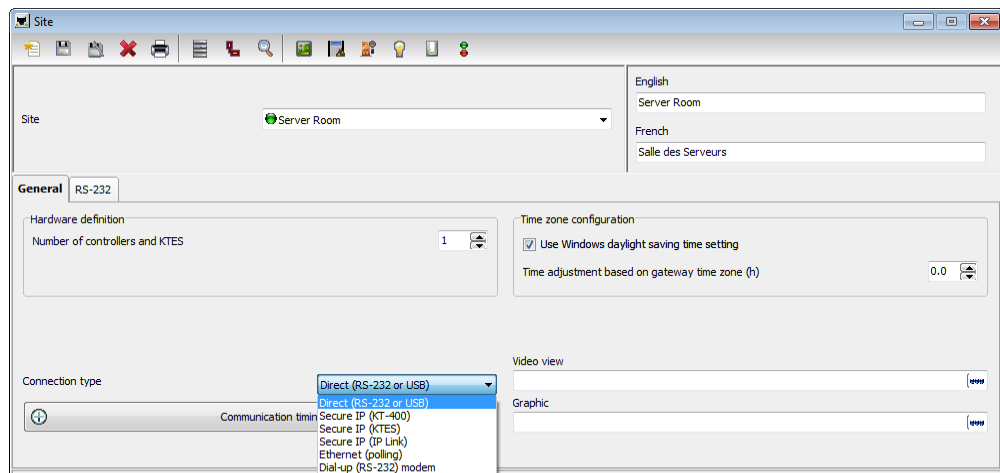 Site
English
Server Room
Site
Server Room
French
Salle des Serveurs
General
RS-232
Hardware definition
Number of controllers and KTES
1
Time zone configuration
Use Windows daylight saving time setting
Time adjustment based on gateway time zone (h)
0.0
Connection type
Direct (RS-232 or USB)
Direct (RS-232 or USB)
Secure IP (KT-400)
Secure IP (KTES)
Secure IP (IP Link)
Ethernet (polling)
Dial-up (RS-232) modem
Communication timin
Video view
Graphic